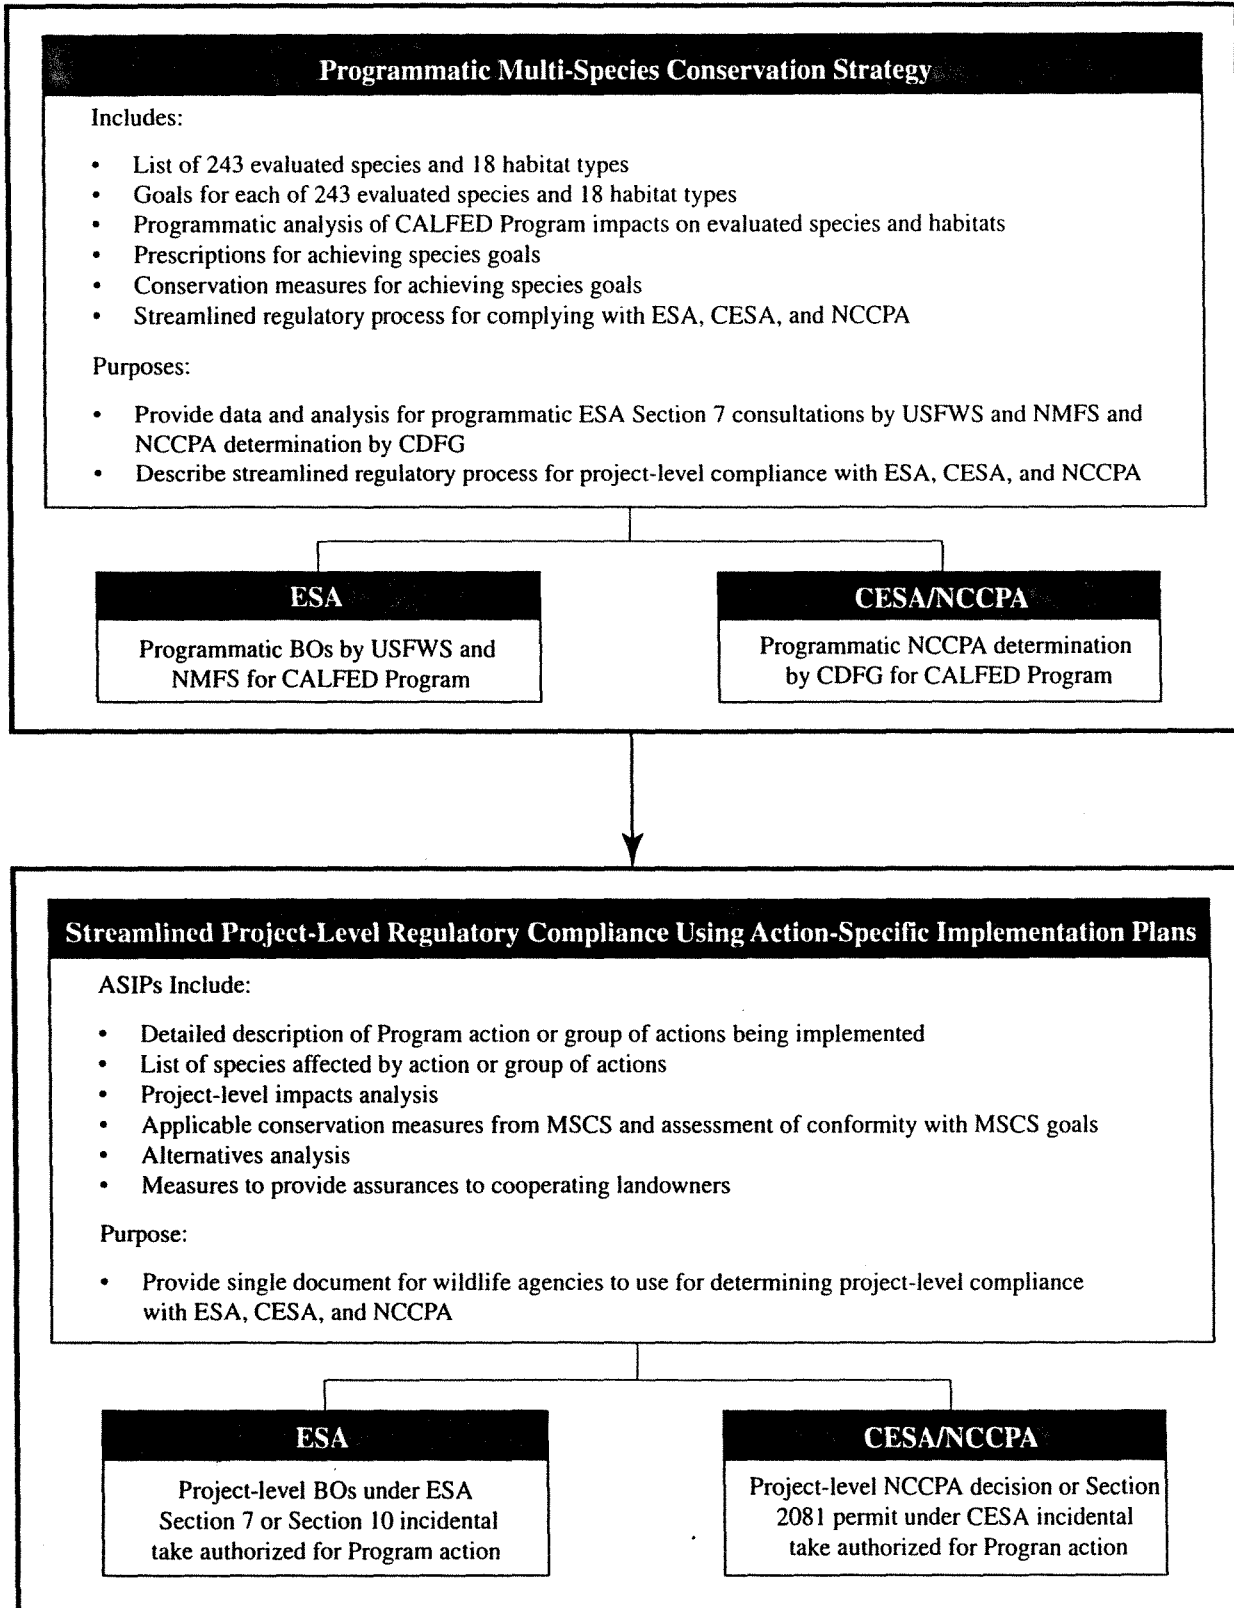 Programmatic Multi-Species Conservation Strategy
Includes:
• List of 243 evaluated species and 18 habitat types
• Goals for each of 243 evaluated species and 18 habitat types
• Programmatic analysis of CALFED Program impacts on evaluated species and habitats
• Prescriptions for achieving species goals
• Conservation measures for achieving species goals
• Streamlined regulatory process for complying with ESA, CESA, and NCCPA
Purposes:
• Provide data and analysis for programmatic ESA Section 7 consultations by USFWS and NMFS and
NCCPA determination by CDFG
• Describe streamlined regulatory process for project-level compliance with ESA, CESA, and NCCPA
ESA
Programmatic BOs by USFWS and
NMFS for CALFED Program
CESA/NCCPA
Programmatic NCCPA determination
by CDFG for CALFED Program
Streamlined Project-Level Regulatory Compliance Using Action-Specific Implementation Plans
ASIPs Include:
• Detailed description of Program action or group of actions being implemented
• List of species affected by action or group of actions
• Project-level impacts analysis
• Applicable conservation measures from MSCS and assessment of conformity with MSCS goals
• Alternatives analysis
• Measures to provide assurances to cooperating landowners
Purpose:
• Provide single document for wildlife agencies to use for determining project-level compliance
with ESA, CESA, and NCCPA
ESA
Project-level BOs under ESA
Section 7 or Section 10 incidental
take authorized for Program action
CESA/NCCPA
Project-level NCCPA decision or Section
2081 permit under CESA incidental
take authorized for Progran action